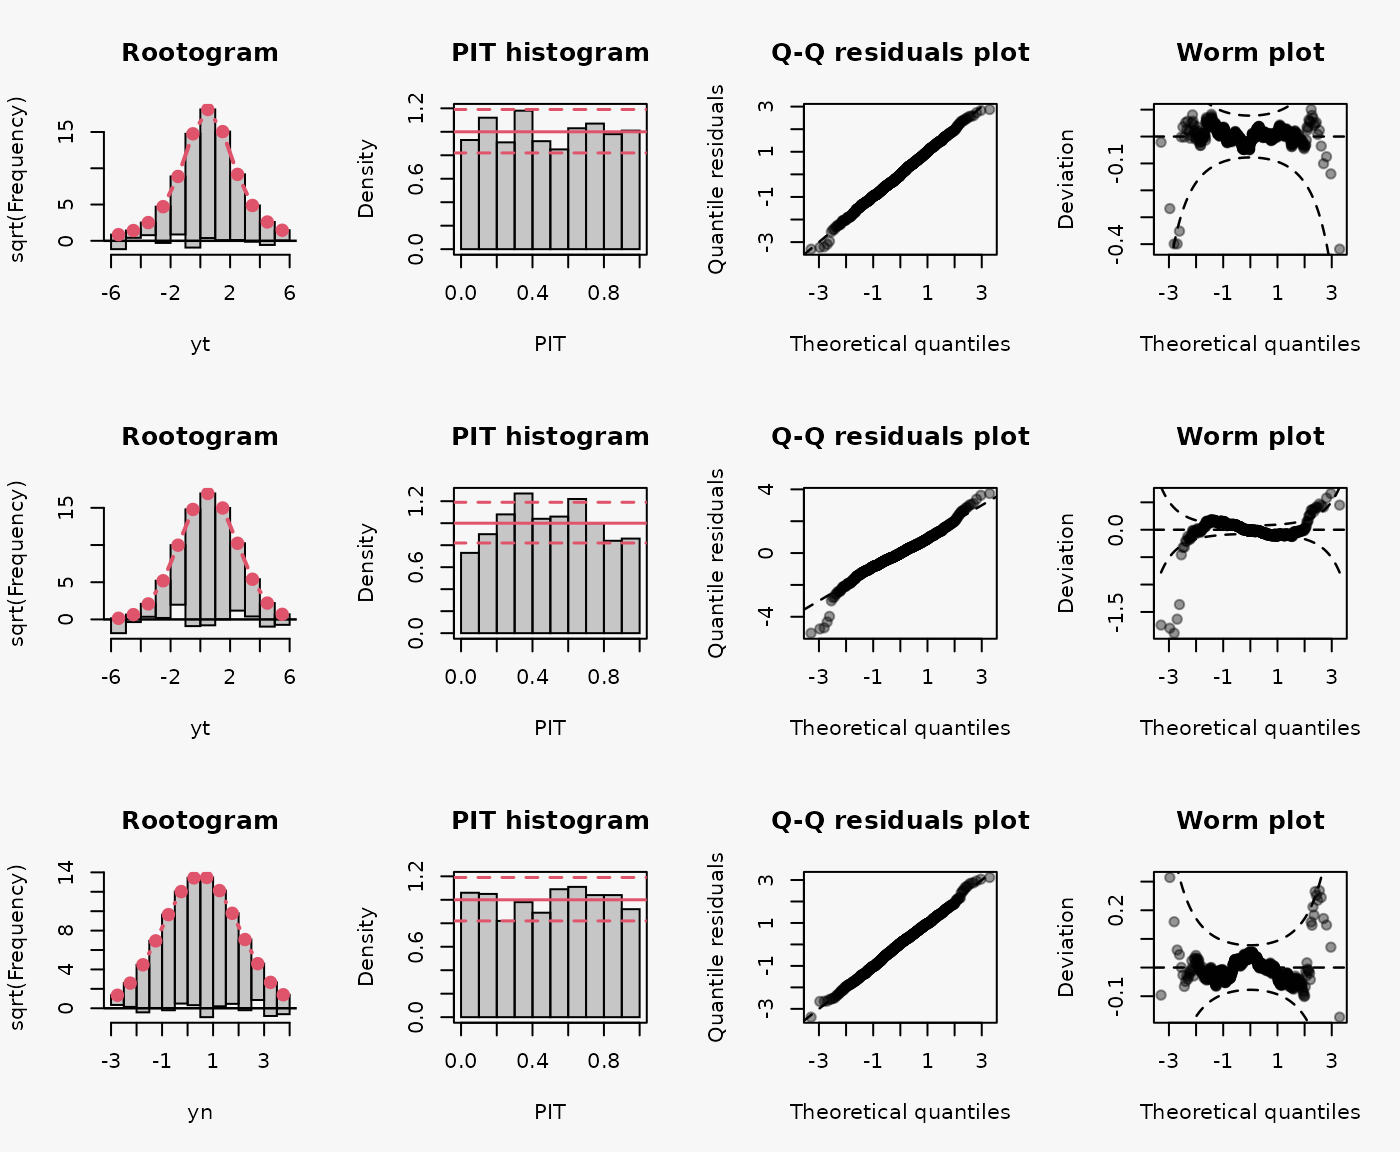 Rootogram PIT histogram Q-Q residuals plot Worm plot
sqrt(Frequency) 0 5 15 -6 -2 2 6 yt
Density 0.0 0.6 1.2 0.0 0.4 0.8 PIT
Quantile residuals -3 -1 1 3 -3 -1 1 3 Theoretical quantiles
Deviation -0.4 -0.1 -3 -1 1 3 Theoretical quantiles
Rootogram PIT histogram Q-Q residuals plot Worm plot
sqrt(Frequency) 0 5 15 -6 -2 2 6 yt
Density 0.0 0.6 1.2 0.0 0.4 0.8 PIT
Quantile residuals -4 0 4 -3 -1 1 3 Theoretical quantiles
Deviation -1.5 0.0 -3 -1 1 3 Theoretical quantiles
Rootogram PIT histogram Q-Q residuals plot Worm plot
sqrt(Frequency) 0 4 8 14 -3 -1 1 3 yn
Density 0.0 0.6 1.2 0.0 0.4 0.8 PIT
Quantile residuals -3 -1 1 3 -3 -1 1 3 Theoretical quantiles
Deviation -0.1 0.2 -3 -1 1 3 Theoretical quantiles